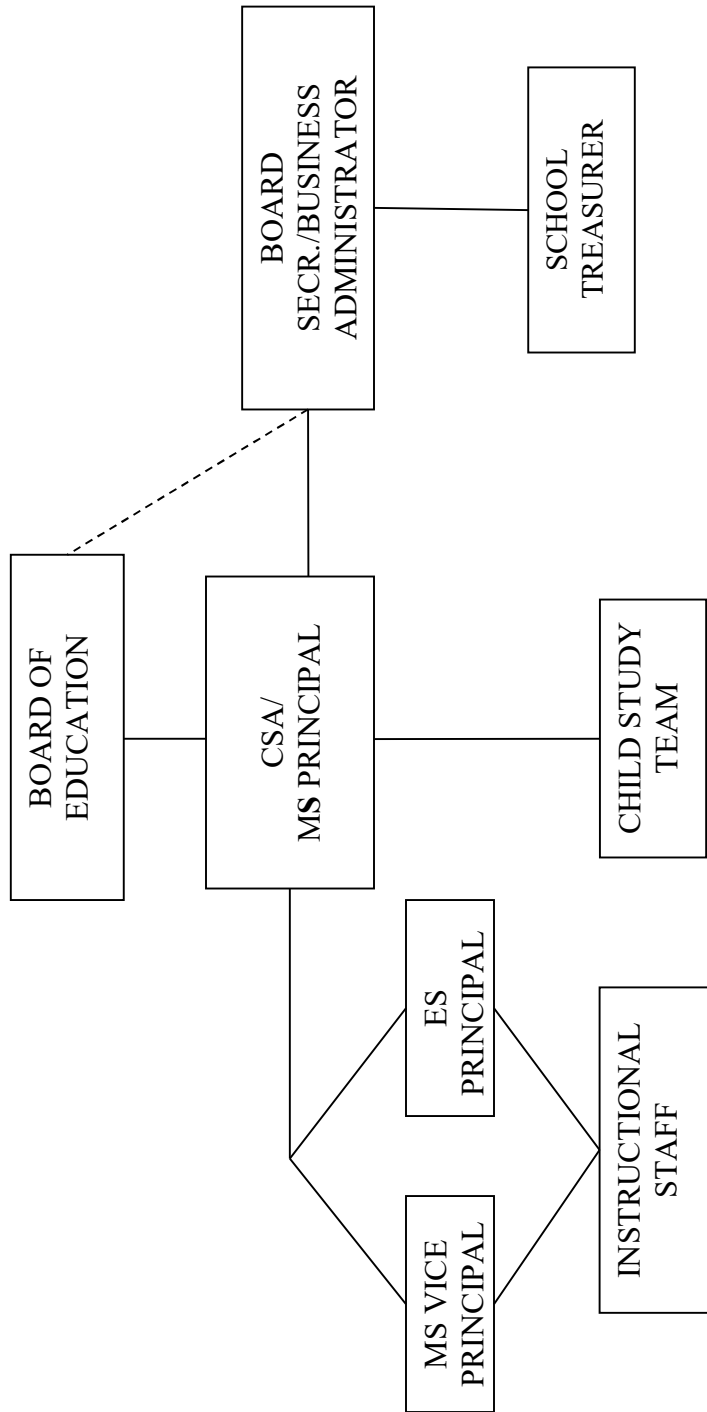 BOARD OF
EDUCATION
CSA/
MS PRINCIPAL
BOARD
SECR./BUSINESS
ADMINISTRATOR
MS VICE
PRINCIPAL
ES
PRINCIPAL
SCHOOL
TREASURER
INSTRUCTIONAL
STAFF
CHILD STUDY
TEAM